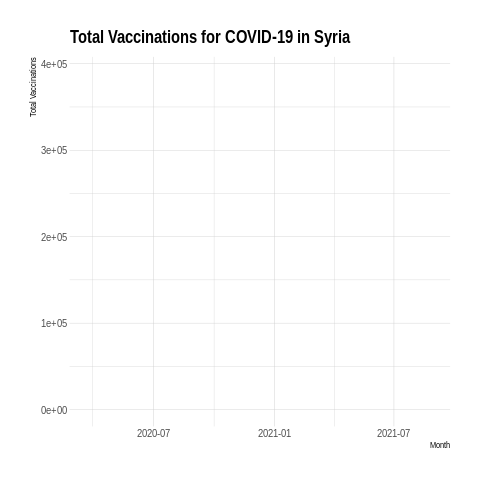 Total Vaccinations for COVID-19 in Syria
Total Vaccinations
4e+05
3e+05
2e+05
1e+05
0e+00
2020-07 2021-01 2021-07
Month